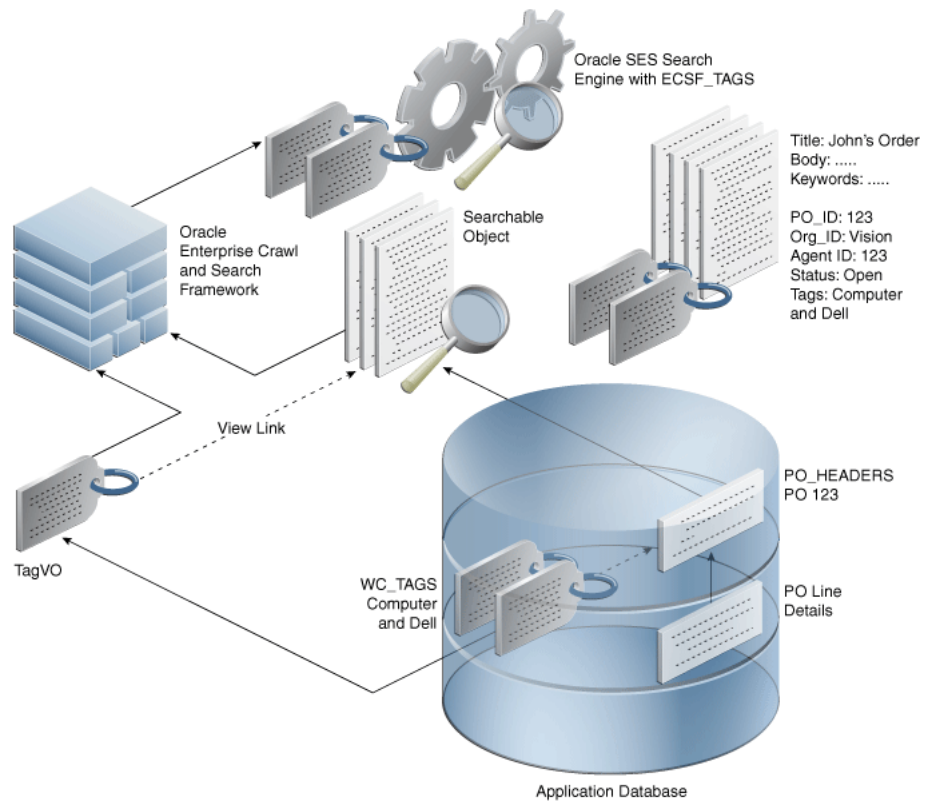 Oracle SES Search
Engine with ECSF_TAGS
Title: John's Order
Body: .....
Keywords: .....
PO_ID: 123
Org_ID: Vision
Agent ID: 123
Status: Open
Tags: Computer
and Dell
Searchable
Object
Oracle
Enterprise Crawl
and Search
Framework
View Link
TagVO
PO_HEADERS
PO 123
WC_TAGS
Computer
and Dell
PO Line
Details
Application Database